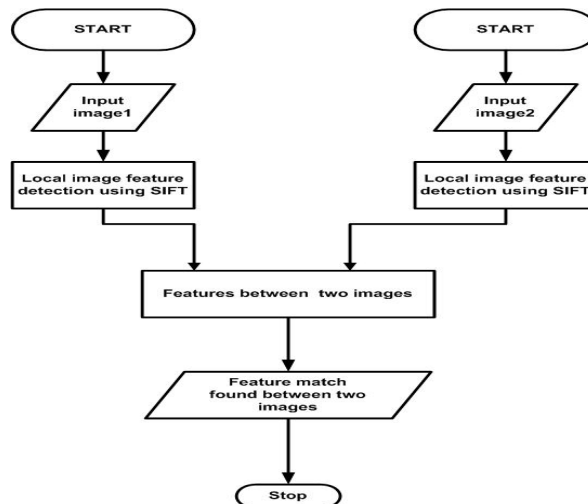 START
START
Input
image1
Input
image2
Local image feature
detection using SIFT
Local image feature
detection using SIFT
Features between two images
Feature match
found between two
images
Stop